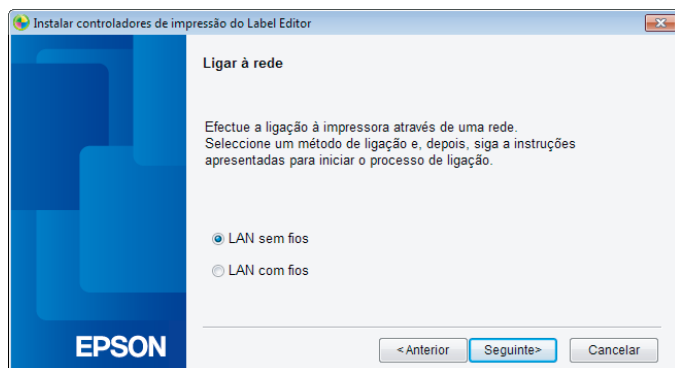 Instalar controladores de impressão do Label Editor
Ligar à rede
Efectue a ligação à impressora através de uma rede.
Seleccione um método de ligação e, depois, siga a instruções
apresentadas para iniciar o processo de ligação.
LAN sem fios
LAN com fios
EPSON
<Anterior
Seguinte>
Cancelar